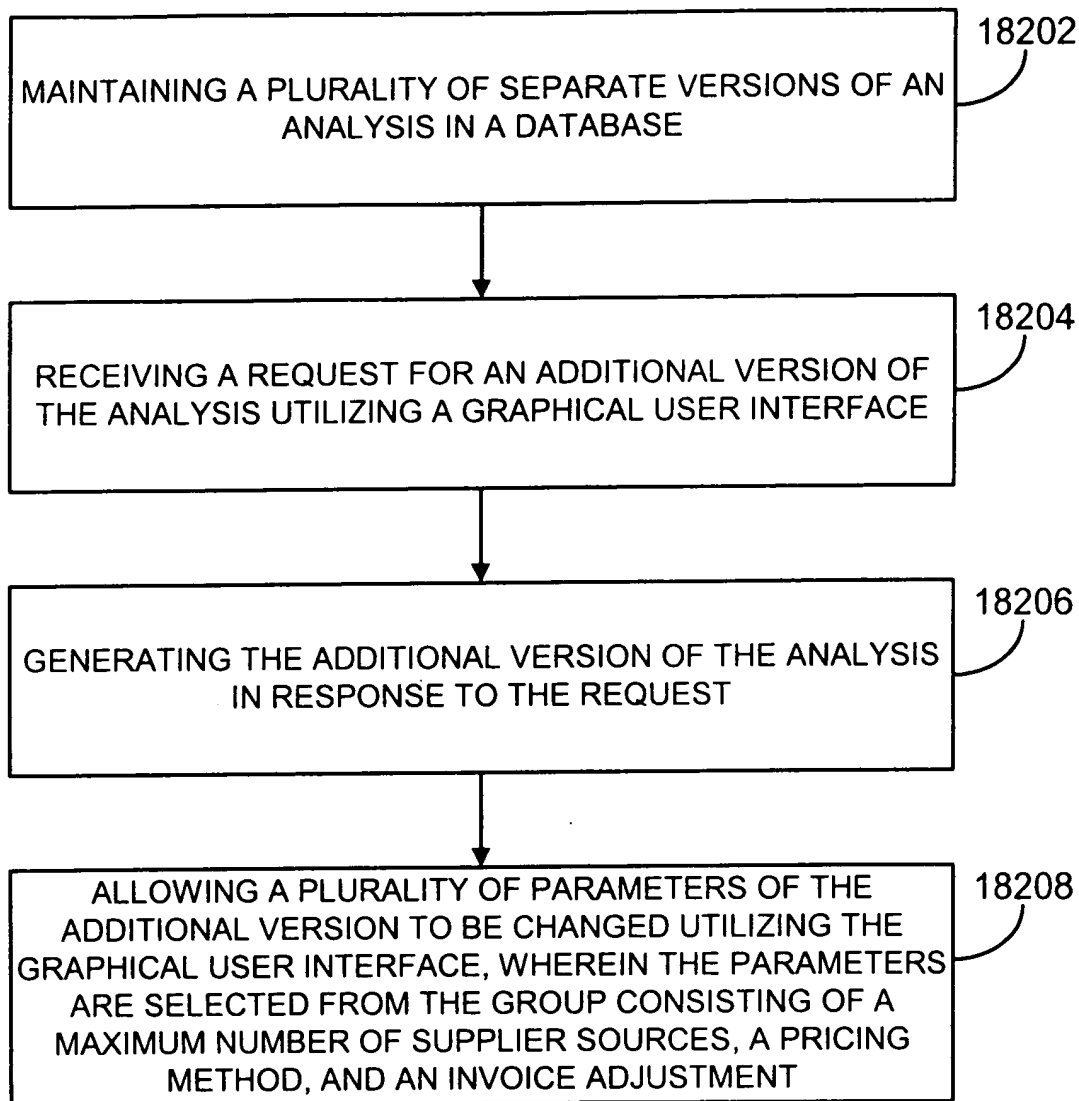 18202
MAINTAINING A PLURALITY OF SEPARATE VERSIONS OF AN
ANALYSIS IN A DATABASE
18204
RECEIVING A REQUEST FOR AN ADDITIONAL VERSION OF
THE ANALYSIS UTILIZING A GRAPHICAL USER INTERFACE
18206
GENERATING THE ADDITIONAL VERSION OF THE ANALYSIS
IN RESPONSE TO THE REQUEST
18208
ALLOWING A PLURALITY OF PARAMETERS OF THE
ADDITIONAL VERSION TO BE CHANGED UTILIZING THE
GRAPHICAL USER INTERFACE, WHEREIN THE PARAMETERS
ARE SELECTED FROM THE GROUP CONSISTING OF A
MAXIMUM NUMBER OF SUPPLIER SOURCES, A PRICING
METHOD, AND AN INVOICE ADJUSTMENT